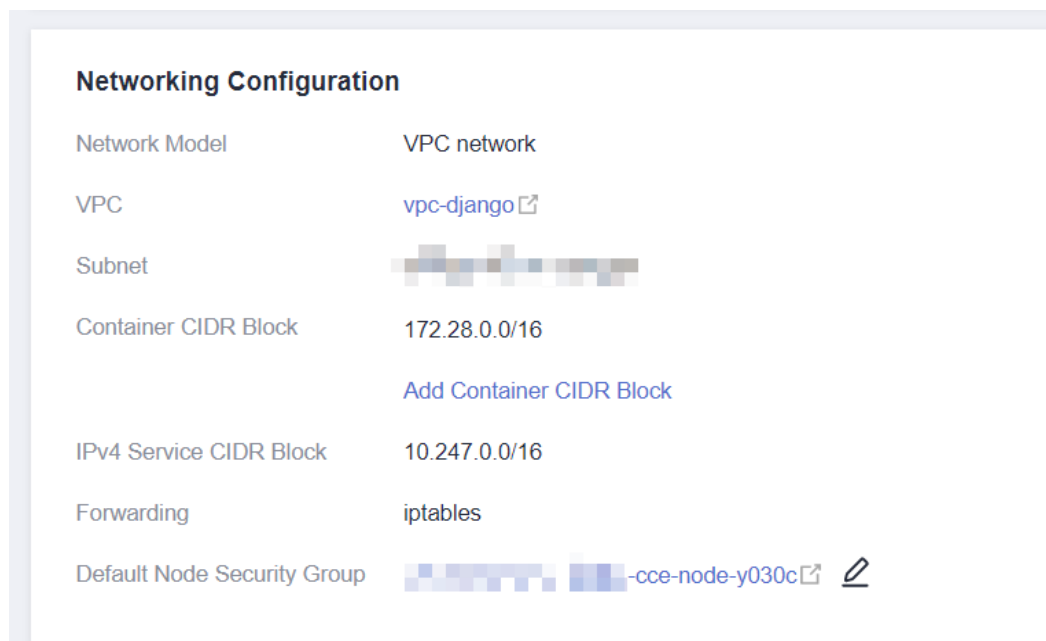 Networking Configuration
Network Model VPC network
VPC vpc-django
Subnet
Container CIDR Block 172.28.0.0/16
Add Container CIDR Block
IPv4 Service CIDR Block 10.247.0.0/16
Forwarding iptables
Default Node Security Group -cce-node-y030c